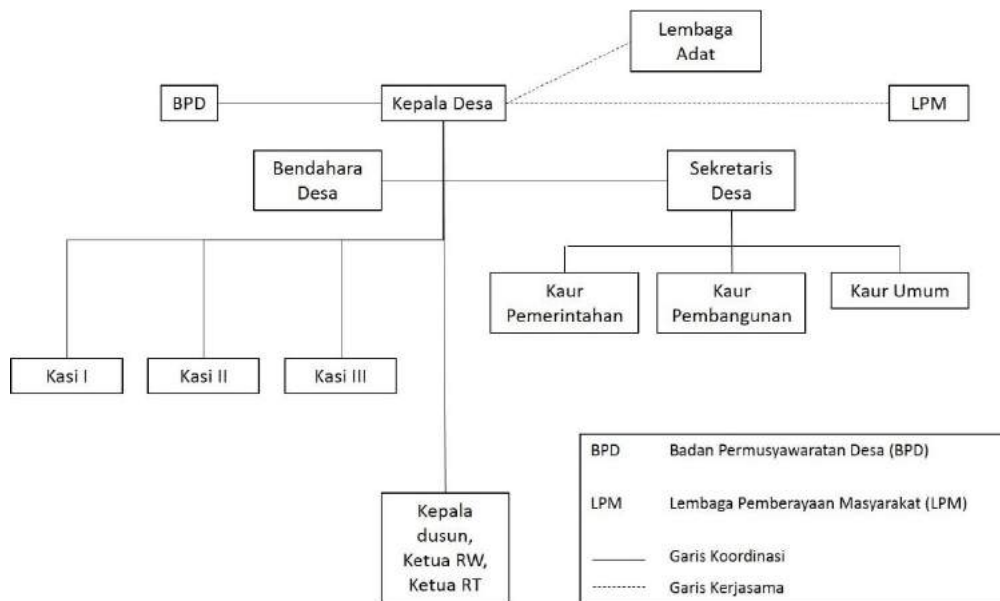 Lembaga
Adat
BPD
Kepala Desa
LPM
Bendahara
Desa
Sekretaris
Desa
Kaur
Pemerintahan
Kaur
Pembangunan
Kaur Umum
Kasi I
Kasi II
Kasi III
Kepala
dusun,
Ketua RW,
Ketua RT
BPD Badan Permusyawaratan Desa (BPD)
LPM Lembaga Pemberayaan Masyarakat (LPM)
Garis Koordinasi
Garis Kerjasama